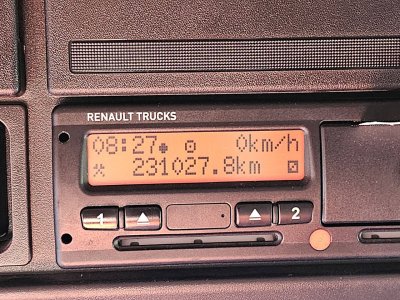 RENAULT TRUCKS
08:27 0km/h
231027.8km
1 2